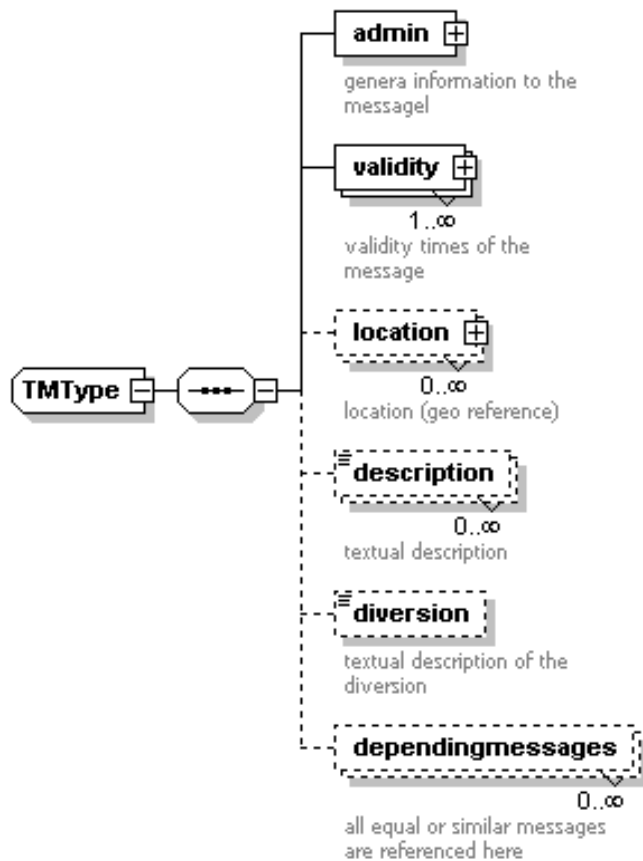 admin
genera information to the
messagel
validity
1..∞
validity times of the
message
location
0..∞
location (geo reference)
TMType
description
0..∞
textual description
diversion
textual description of the
diversion
dependingmessages
0..∞
all equal or similar messages
are referenced here